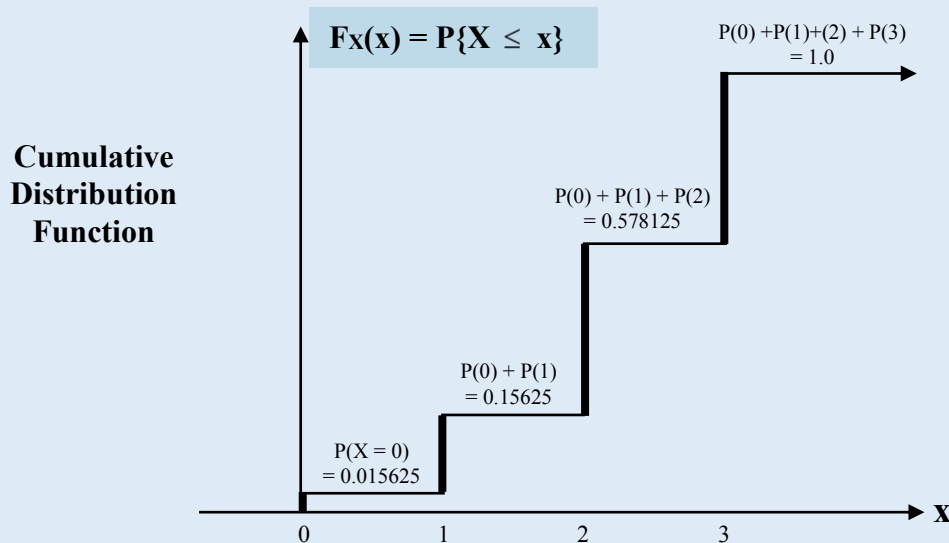 Fx(x) = P{X ≤ x}
P(0) +P(1)+(2) + P(3)
= 1.0
Cumulative
Distribution
Function
P(0) + P(1) + P(2)
= 0.578125
P(0) + P(1)
= 0.15625
P(X = 0)
= 0.015625
X
0 1 2 3